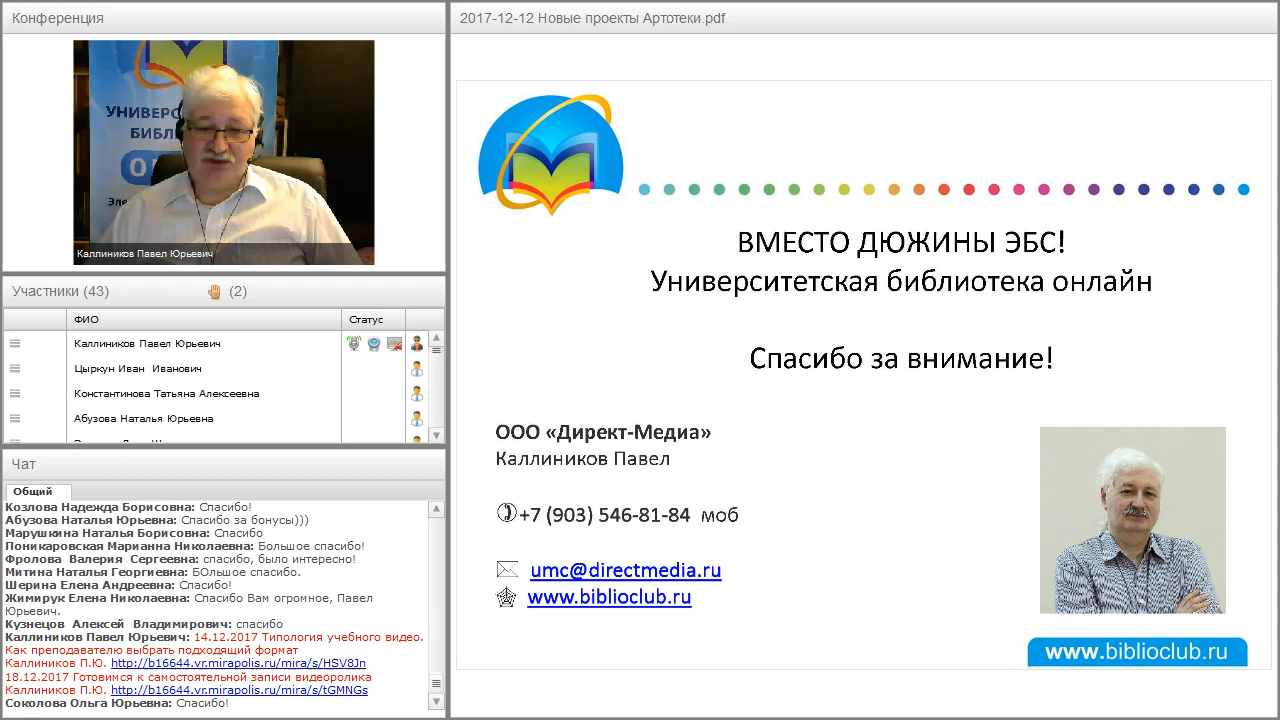 Конференция
УНИВЕРС
БИБЛ
Каллиников Павел Юрьевич
Участники (43)
(2)
ФИО
Статус
Каллиников Павел Юрьевич
Цыркун Иван Иванович
Константинова Татьяна Алексеевна
Абузова Наталья Юрьевна
Чат
Общий
Козлова Надежда Борисовна: Спасибо!
Абузова Наталья Юрьевна: Спасибо за бонусы)))
Марушкина Наталья Борисовна: Спасибо
Поникаровская Марианна Николаевна: Большое спасибо!
Фролова Валерия Сергеевна: спасибо, было интересно!
Митина Наталья Георгиевна: БОльшое спасибо.
Шерина Елена Андреевна: Спасибо!
Жимирук Елена Николаевна: Спасибо Вам огромное, Павел
Юрьевич.
Кузнецов Алексей Владимирович: спасибо
Каллиников Павел Юрьевич: 14.12.2017 Типология учебного видео.
Как преподавателю выбрать подходящий формат
Каллиников П.Ю. http://b16644.vr.mirapolis.ru/mira/s/HSV8Jn
18.12.2017 Готовимся к самостоятельной записи видеоролика
Каллиников П.Ю. http://b16644.vr.mirapolis.ru/mira/s/tGMNGs
Соколова Ольга Юрьевна: Спасибо!
2017-12-12 Новые проекты Артотеки.pdf
ВМЕСТО ДЮЖИНЫ ЭБС!
Университетская библиотека онлайн
Спасибо за внимание!
ООО «Директ-Медиа»
Каллиников Павел
+7 (903) 546-81-84 моб
umc@directmedia.ru
www.biblioclub.ru
www.biblioclub.ru